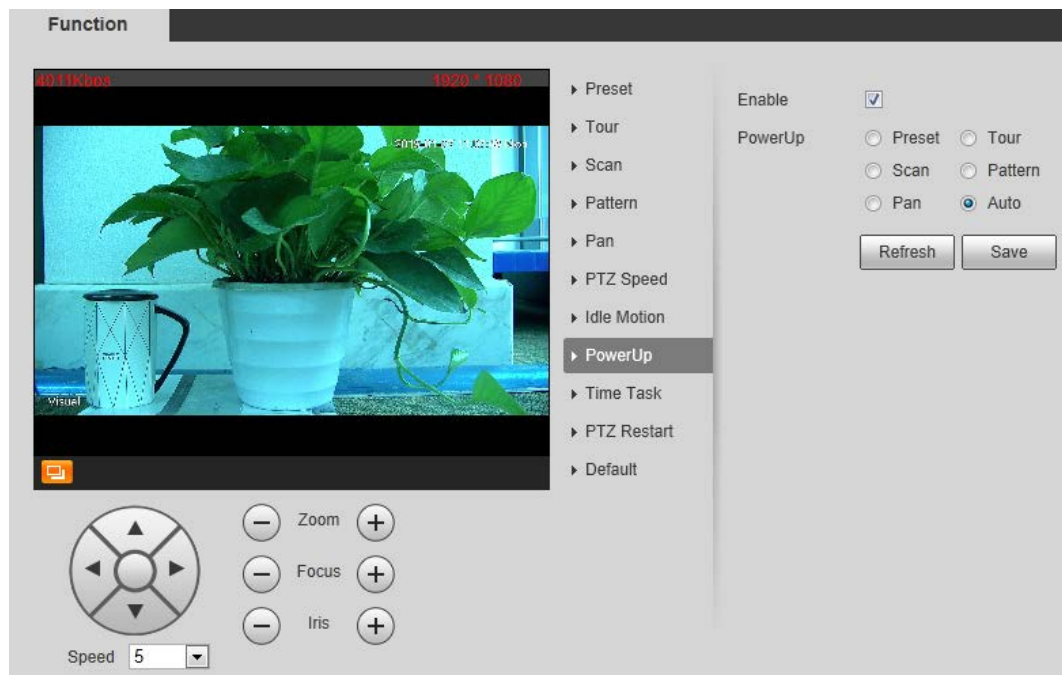 Function
4011Kbps 1920 * 1080
Visual
Zoom
Focus
Iris
Speed 5
Preset
Tour
Scan
Pattern
Pan
PTZ Speed
Idle Motion
PowerUp
Time Task
PTZ Restart
Default
Enable
PowerUp Preset Tour
Scan Pattern
Pan Auto
Refresh Save